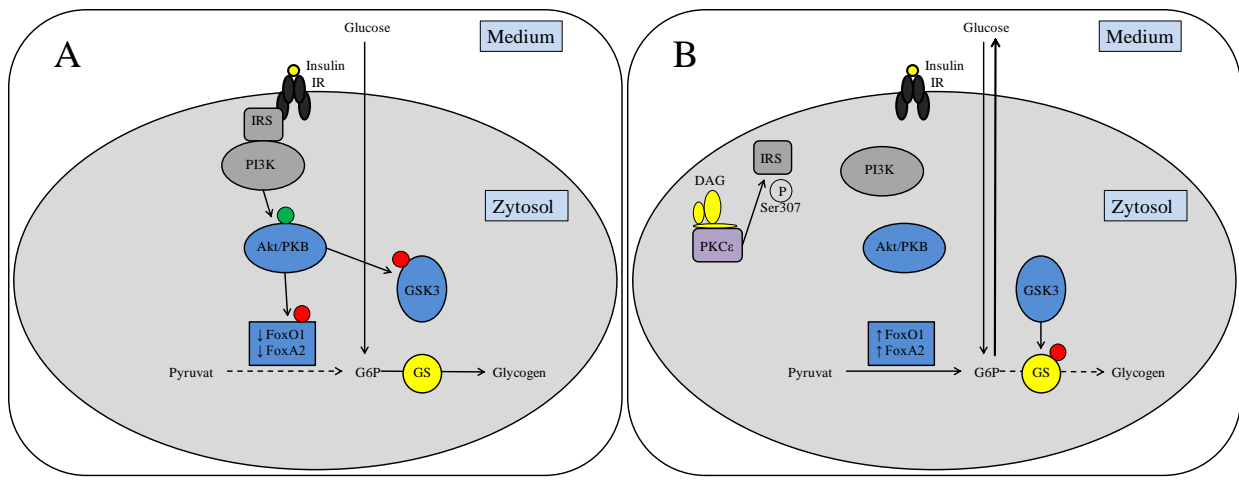 A
Glucose
Medium
Insulin
IR
IRS
PI3K
Zytosol
Akt/PKB
GSK3
↓FoxO1
↓FoxA2
Pyruvat
G6P
GS
Glycogen
B
Glucose
Medium
Insulin
IR
IRS
P
Ser307
DAG
PKCε
PI3K
Zytosol
Akt/PKB
GSK3
↑FoxO1
↑FoxA2
Pyruvat
G6P
GS
Glycogen